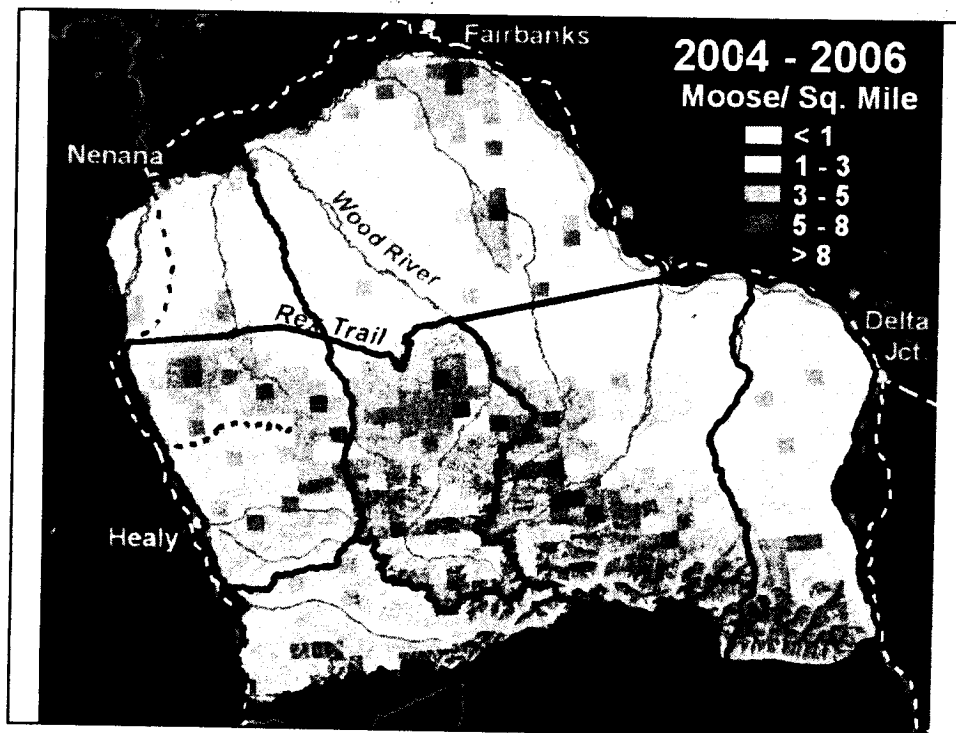 Fairbanks
2004 - 2006
Moose/ Sq. Mile
< 1
1 - 3
3 - 5
5 - 8
> 8
Nenana
Wood River
Rex Trail
Delta
Jct.
Healy